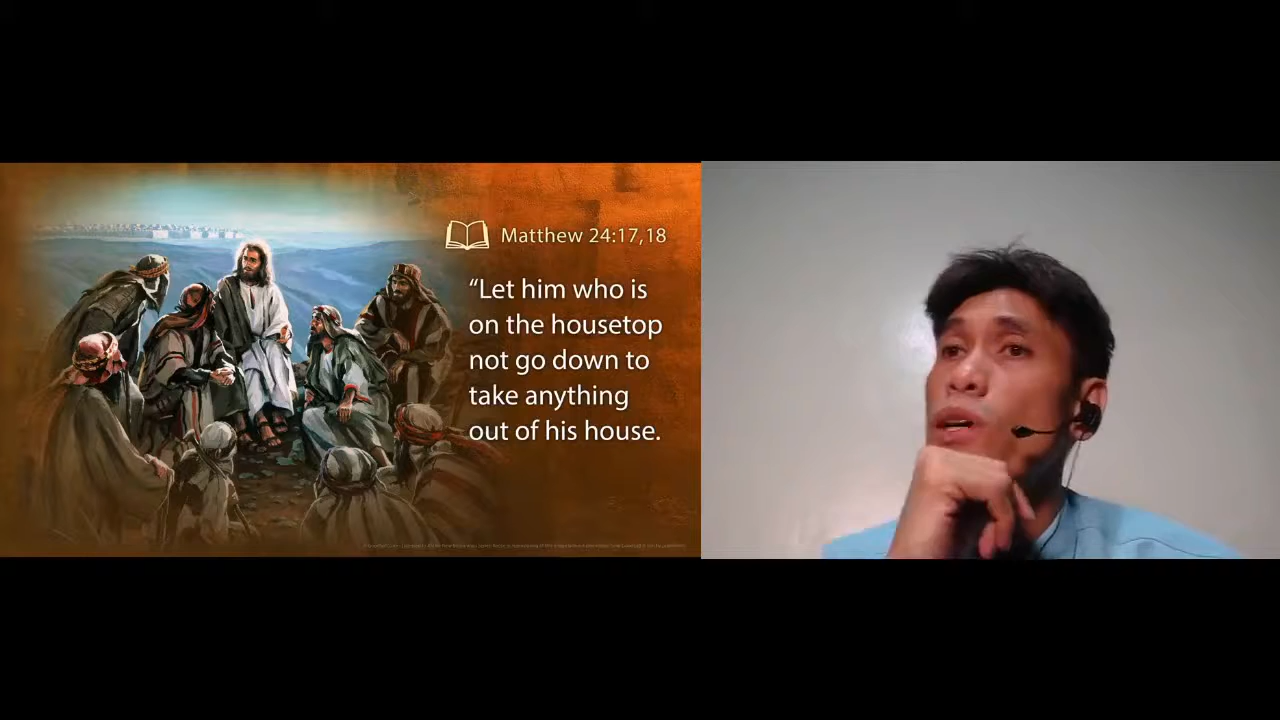 Matthew 24:17,18
“Let him who is
on the housetop
not go down to
take anything
out of his house.